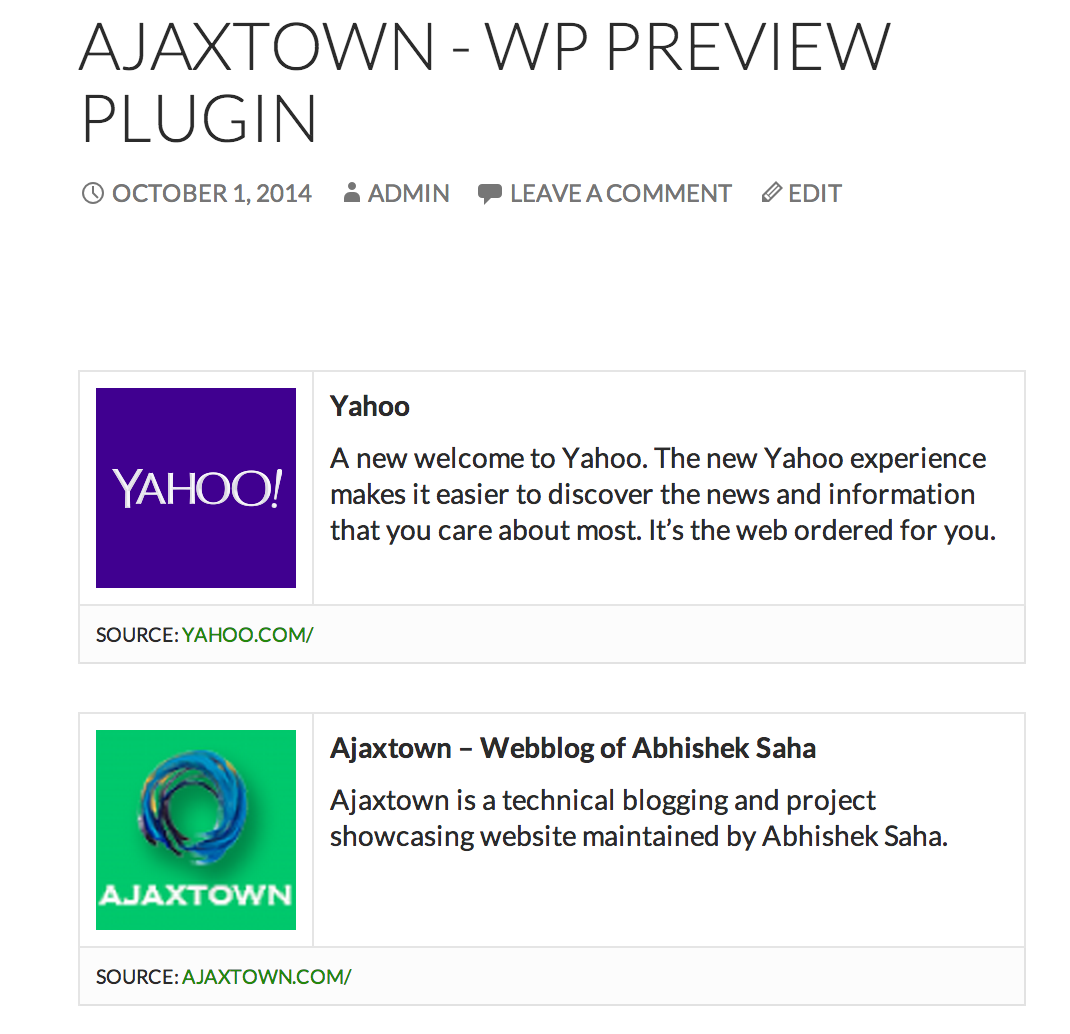 AJAXTOWN - WP PREVIEW
PLUGIN
OCTOBER 1, 2014 ADMIN LEAVE A COMMENT EDIT
YAHOO!
Yahoo
A new welcome to Yahoo. The new Yahoo experience
makes it easier to discover the news and information
that you care about most. It’s the web ordered for you.
SOURCE: YAHOO.COM/
AJAXTOWN
Ajaxtown – Webblog of Abhishek Saha
Ajaxtown is a technical blogging and project
showcasing website maintained by Abhishek Saha.
SOURCE: AJAXTOWN.COM/